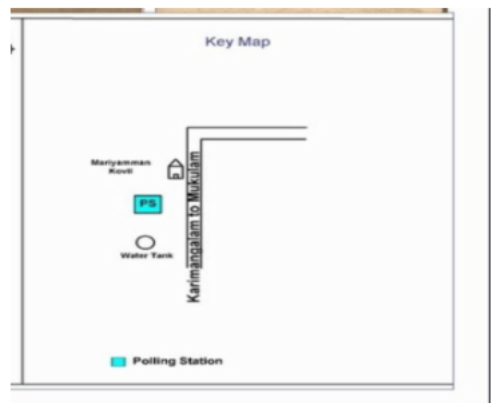 Key Map
Mariyamman
Kovil
PS
Water Tank
Karimangalam to Mukulam
Polling Station